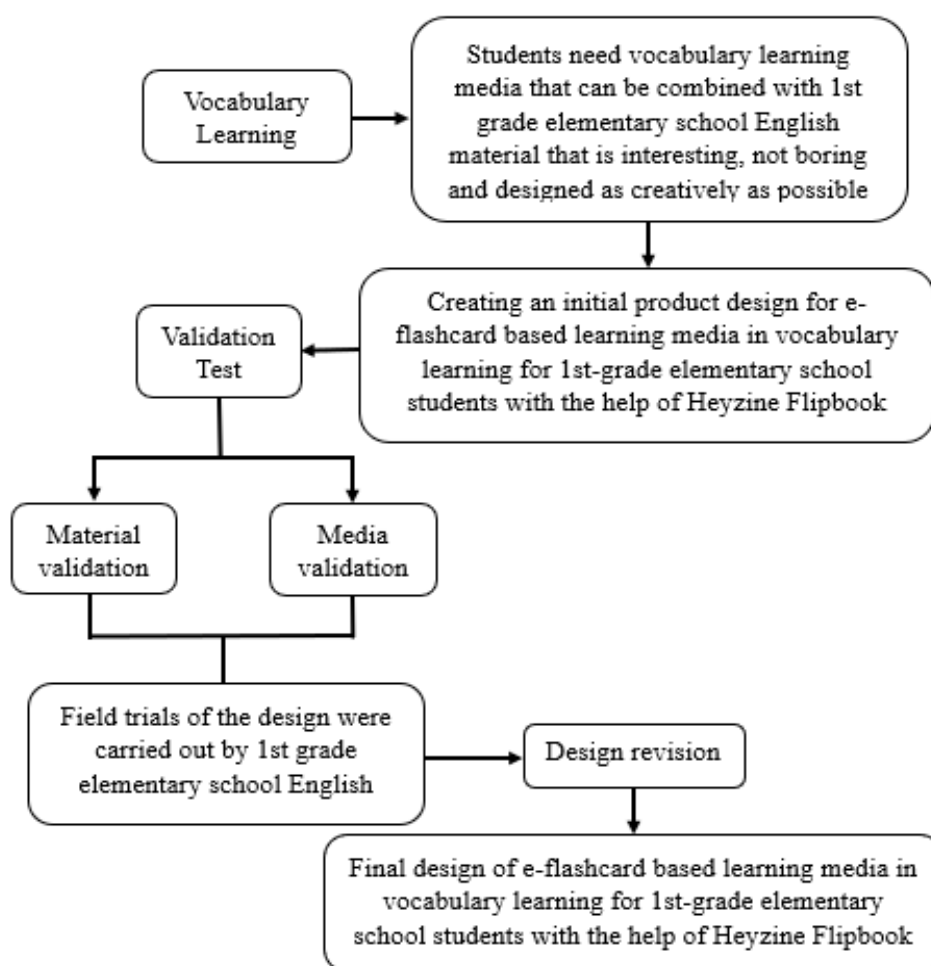 Vocabulary
Learning
Students need vocabulary learning
media that can be combined with 1st
grade elementary school English
material that is interesting, not boring
and designed as creatively as possible
Creating an initial product design for e-
flashcard based learning media in vocabulary
learning for 1st-grade elementary school
students with the help of Heyzine Flipbook
Validation
Test
Material
validation
Media
validation
Field trials of the design were
carried out by 1st grade
elementary school English
Design revision
Final design of e-flashcard based learning media in
vocabulary learning for 1st-grade elementary
school students with the help of Heyzine Flipbook